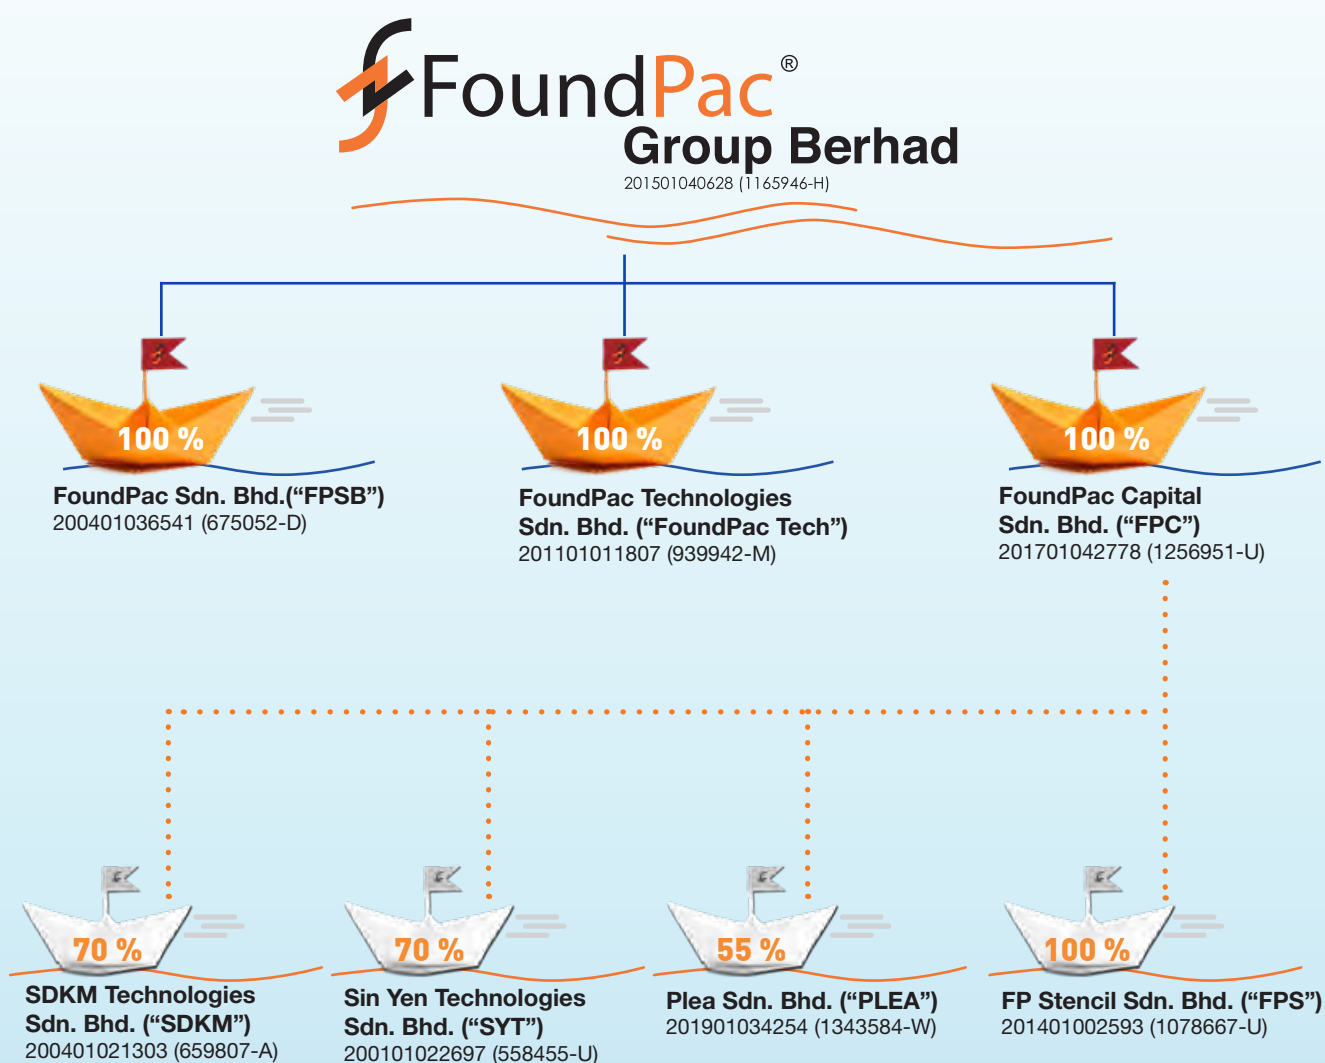 FoundPac®
Group Berhad
201501040628 (1165946-H)
100 %
100 %
100 %
FoundPac Sdn. Bhd.(“FPSB”)
200401036541 (675052-D)
FoundPac Technologies
Sdn. Bhd. (“FoundPac Tech”)
201101011807 (939942-M)
FoundPac Capital
Sdn. Bhd. (“FPC”)
201701042778 (1256951-U)
70 %
70 %
55 %
100 %
SDKM Technologies
Sdn. Bhd. (“SDKM”)
200401021303 (659807-A)
Sin Yen Technologies
Sdn. Bhd. (“SYT”)
200101022697 (558455-U)
Plea Sdn. Bhd. (“PLEA”)
201901034254 (1343584-W)
FP Stencil Sdn. Bhd. (“FPS”)
201401002593 (1078667-U)